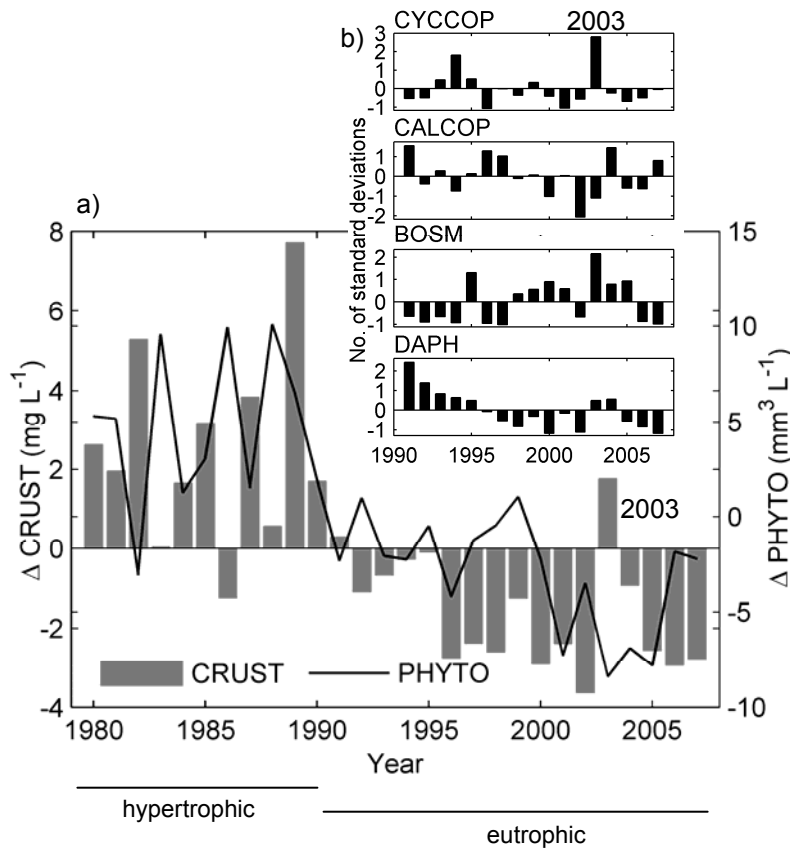 b)
CYCCOP
2003
3
2
1
0
-1
CALCOP
1
0
-1
-2
BOSM
2
1
0
-1
DAPH
2
1
0
-1
1990 1995 2000 2005
No. of standard deviations
a)
8
6
4
2
0
-2
-4
Δ CRUST (mg L⁻¹)
15
10
5
0
-5
-10
Δ PHYTO (mm³ L⁻¹)
2003
CRUST PHYTO
1980 1985 1990 1995 2000 2005
Year
hypertrophic
eutrophic